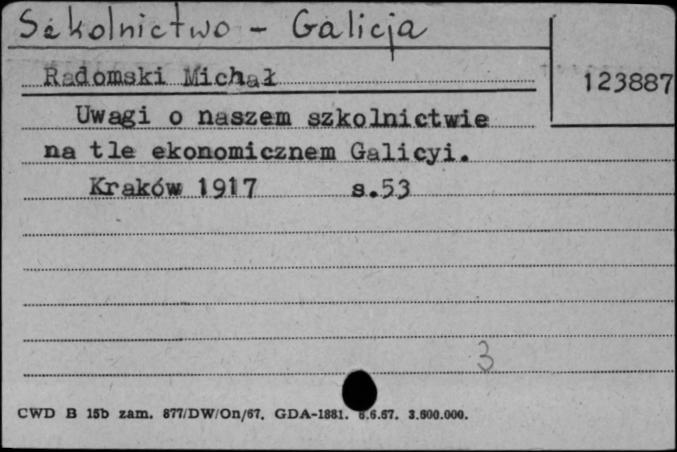 Szkolnictwo - Galicja
Radomski Michał
123887
Uwagi o naszem szkolnictwie
na tle ekonomicznem Galicyi.
Kraków 1917 s.53
3
CWD B 15b zam. 877/DW/On/67. GDA-1881. 6.6.67. 3.600.000.